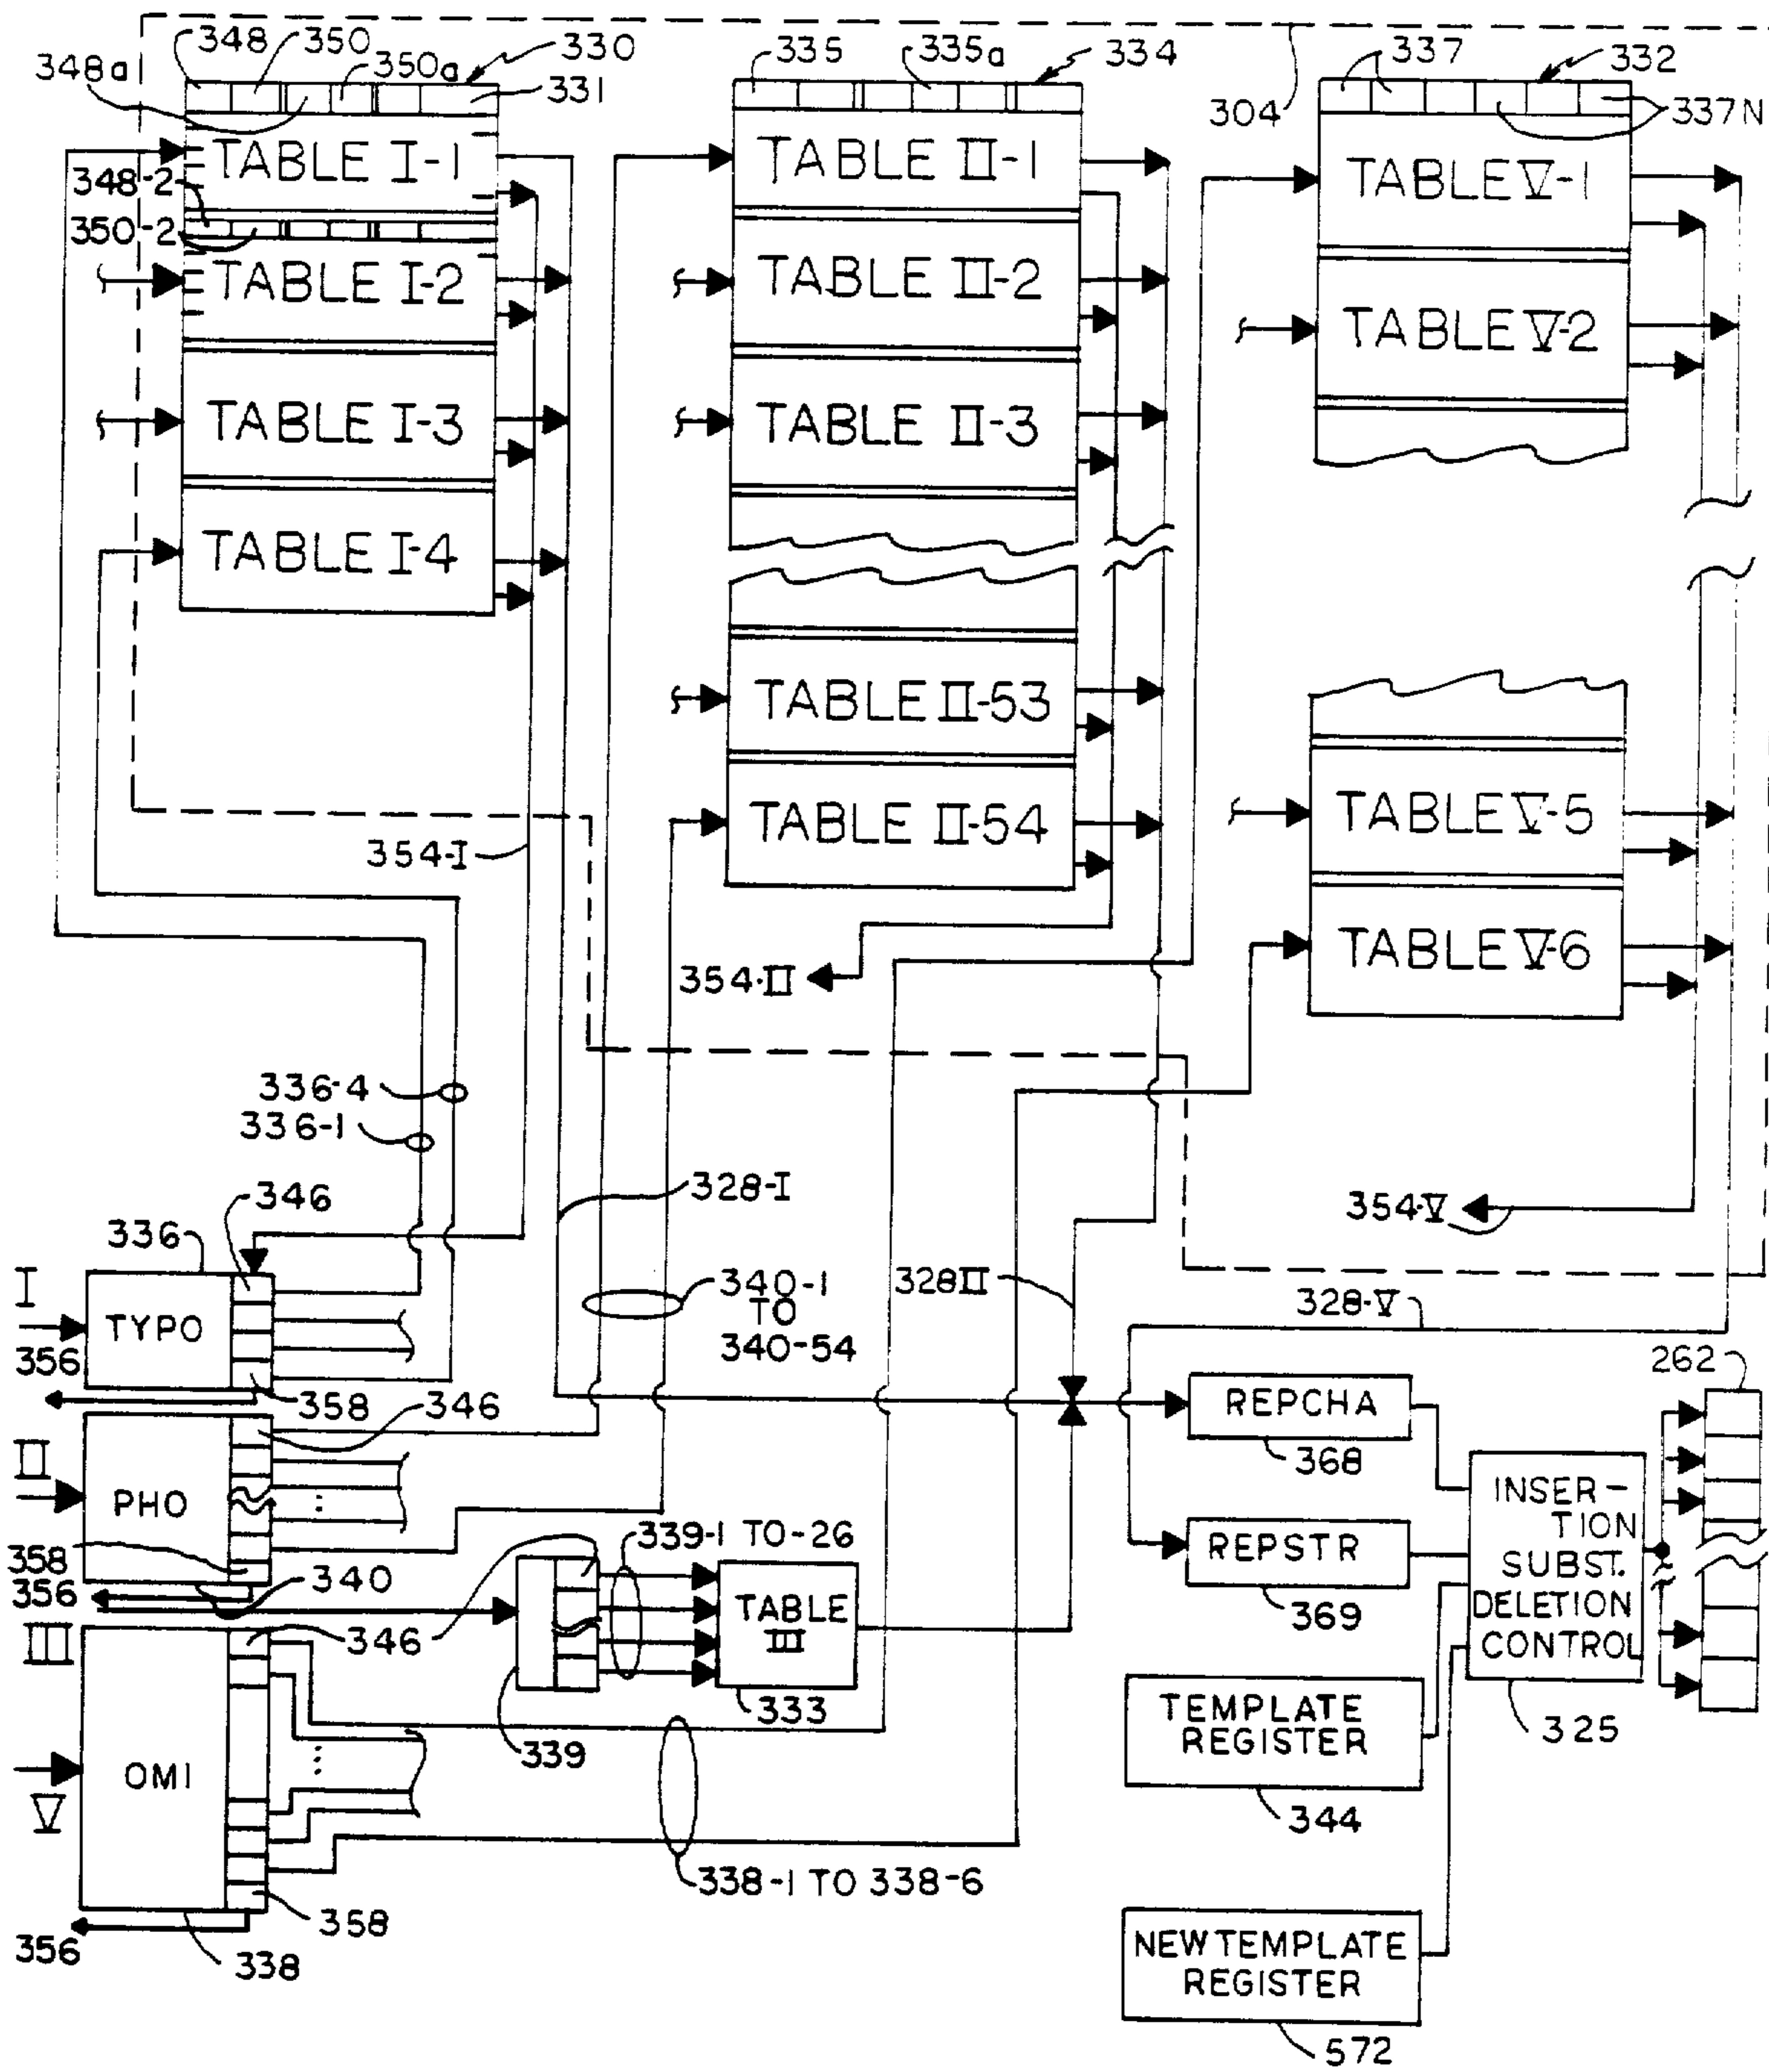 348
350
330
335
335a
334
337
332
348a
350a
331
304
337N
TABLE I-1
TABLE II-1
TABLE V-1
348-2
350-2
TABLE I-2
TABLE II-2
TABLE V-2
TABLE I-3
TABLE II-3
TABLE I-4
TABLE II-53
TABLE V-5
354-I
TABLE II-54
TABLE V-6
354-II
336-4
336-1
328-I
354-V
346
336
I
TYPO
340-1
TO
340-54
328II
328-V
356
358
346
262
REPCHA
368
II
PHO
339-1 TO-26
INSER-
TION
SUBST.
DELETION
CONTROL
REPSTR
369
358
356
340
III
346
TABLE
III
333
339
325
TEMPLATE
REGISTER
344
OMI
V
338-1 TO 338-6
358
356
338
NEW TEMPLATE
REGISTER
572